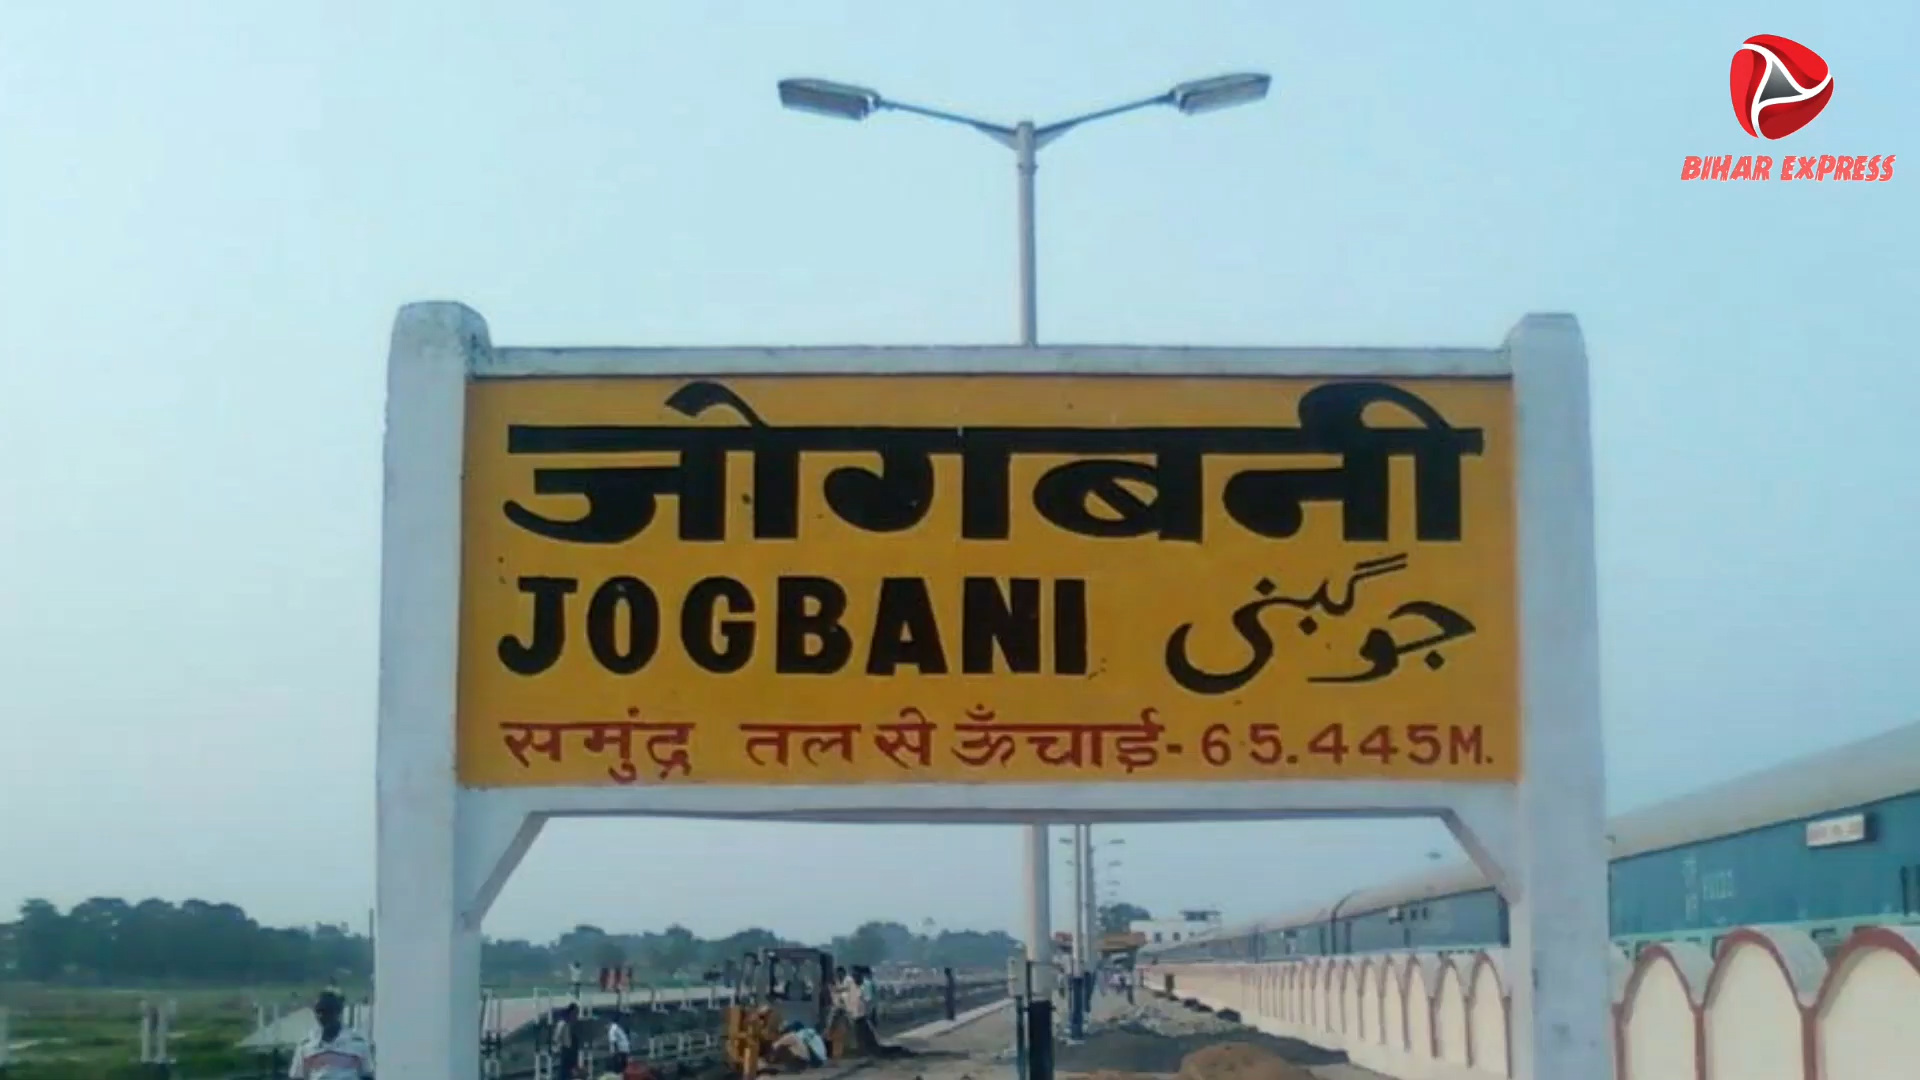 BIHAR EXPRESS
जोगबनी
JOGBANI جوگبنی
समुंद्र तल से ऊँचाई- 65.445M.